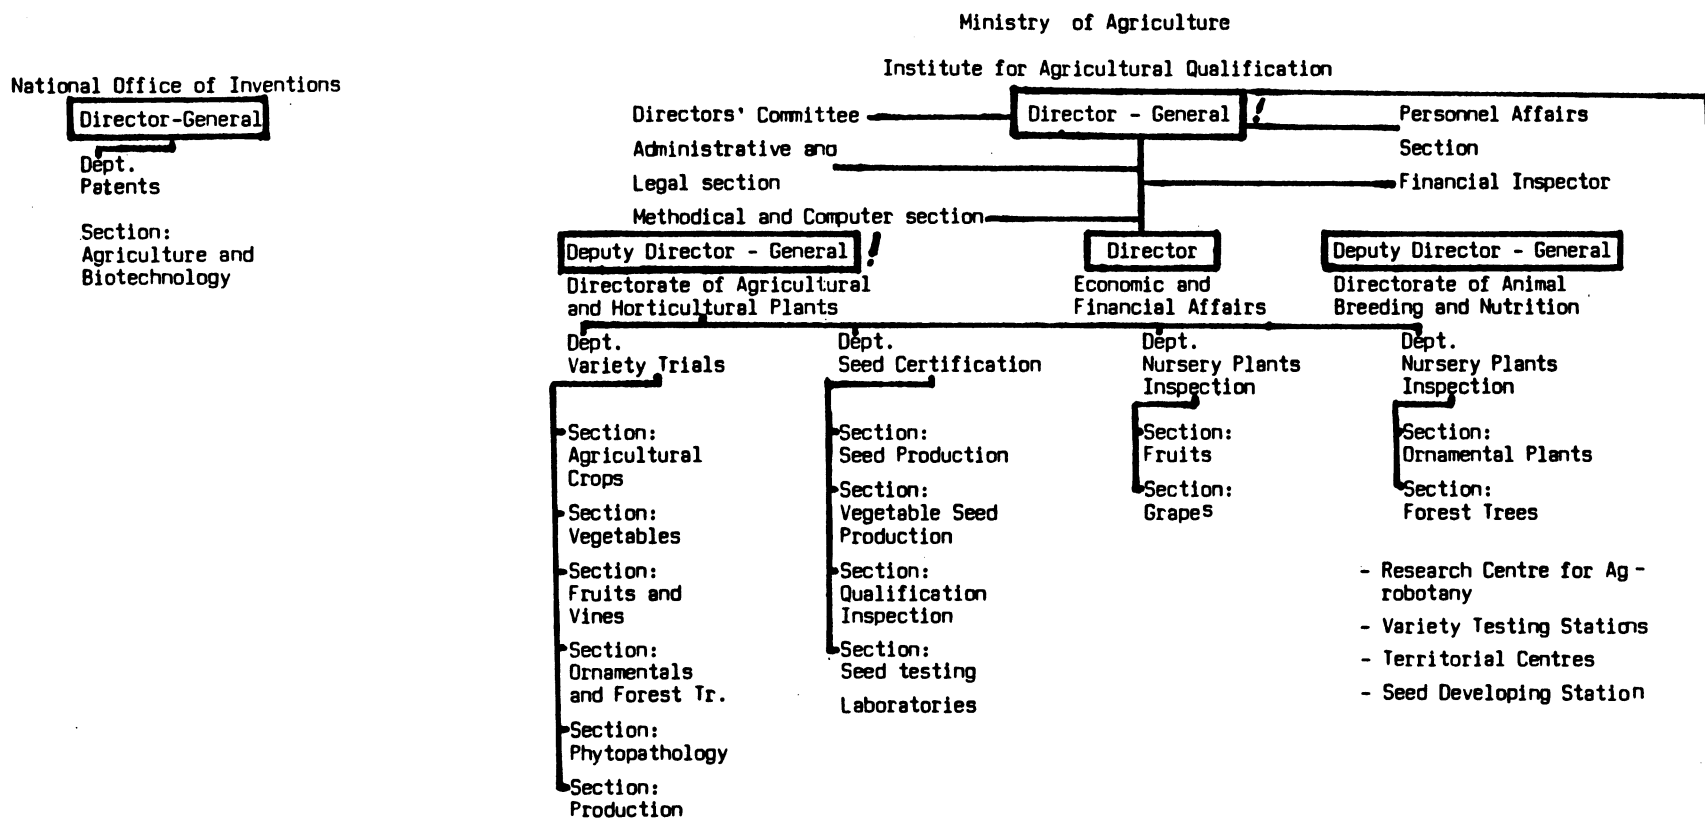 Ministry of Agriculture
Institute for Agricultural Qualification
National Office of Inventions
Director-General
Dept.
Patents
Section:
Agriculture and
Biotechnology
Directors' Committee
Director - General !
Personnel Affairs
Section
Administrative and
Legal section
Financial Inspector
Methodical and Computer section
Deputy Director - General !
Directorate of Agricultural
and Horticultural Plants
Director
Economic and
Financial Affairs
Deputy Director - General
Directorate of Animal
Breeding and Nutrition
Dept.
Variety Trials
Section:
Agricultural
Crops
Section:
Vegetables
Section:
Fruits and
Vines
Section:
Ornamentals
and Forest Tr.
Section:
Phytopathology
Section:
Production
Dept.
Seed Certification
Section:
Seed Production
Section:
Vegetable Seed
Production
Section:
Qualification
Inspection
Section:
Seed testing
Laboratories
Dept.
Nursery Plants
Inspection
Section:
Fruits
Section:
Grapes
Dept.
Nursery Plants
Inspection
Section:
Ornamental Plants
Section:
Forest Trees
- Research Centre for Ag-
robotany
- Variety Testing Stations
- Territorial Centres
- Seed Developing Station